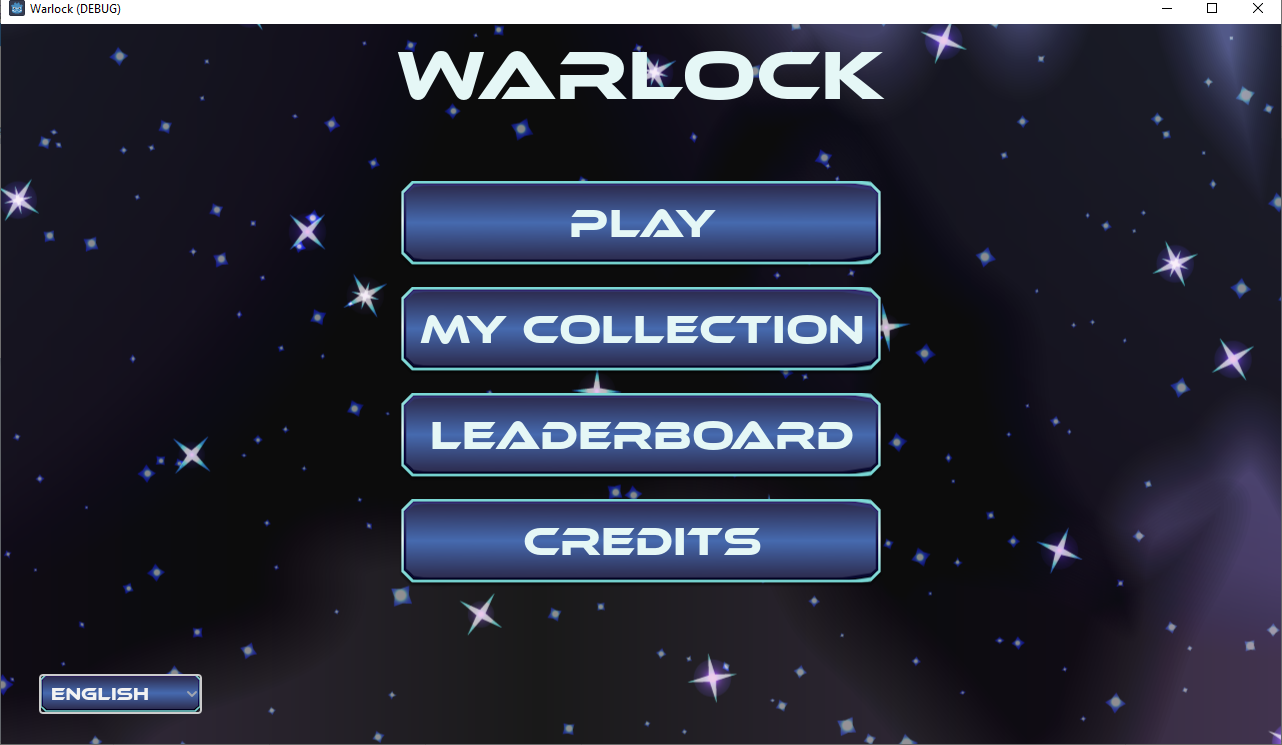 Warlock (DEBUG)
WARLOCK
PLAY
MY COLLECTION
LEADERBOARD
CREDITS
ENGLISH